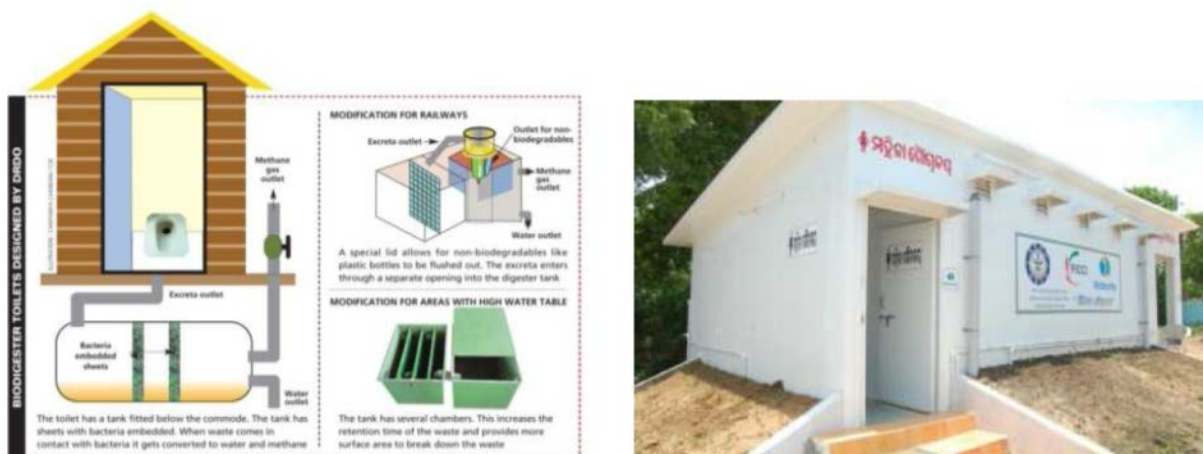 BIODIGESTER TOILETS DESIGNED BY DRDO
Methane
gas
outlet
Excreta outlet
Bacteria
embedded
sheets
Water
outlet
The toilet has a tank fitted below the commode. The tank has
sheets with bacteria embedded. When waste comes in
contact with bacteria it gets converted to water and methane
MODIFICATION FOR RAILWAYS
Excreta outlet
Outlet for non-
biodegradables
Methane
gas outlet
Water outlet
A special lid allows for non-biodegradables like
plastic bottles to be flushed out. The excreta enters
through a separate opening into the digester tank
MODIFICATION FOR AREAS WITH HIGH WATER TABLE
The tank has several chambers. This increases the
retention time of the waste and provides more
surface area to break down the waste